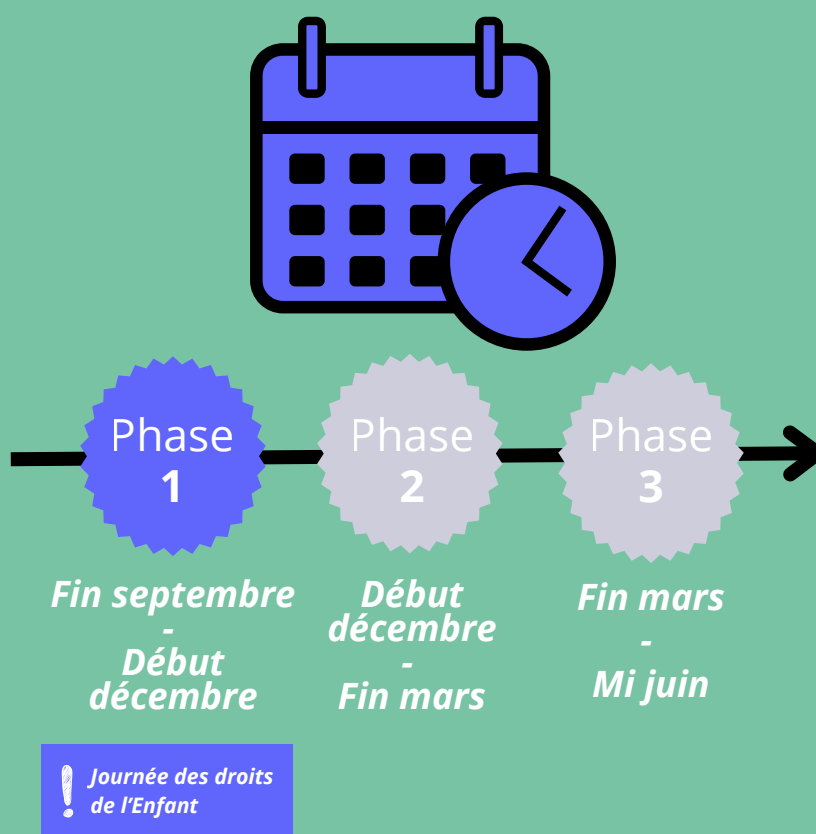 Phase
1
Phase
2
Phase
3
Fin septembre
-
Début
décembre
Début
décembre
-
Fin mars
Fin mars
-
Mi juin
! Journée des droits
de l'Enfant